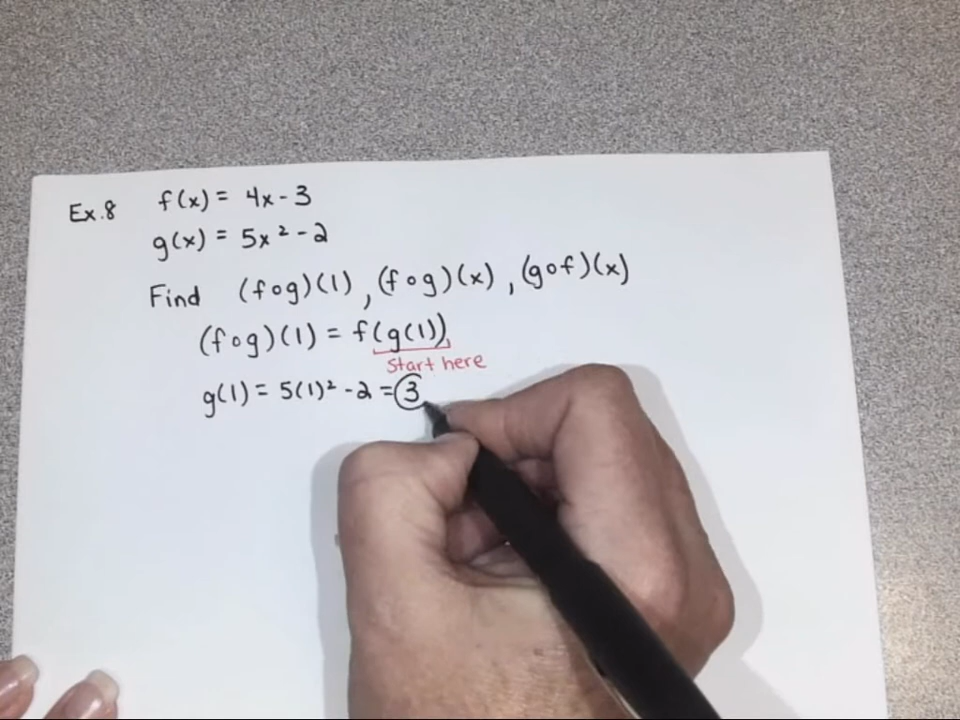 Ex.8 f(x) = 4x - 3
g(x) = 5x² - 2
Find (f∘g)(1), (f∘g)(x), (g∘f)(x)
(f∘g)(1) = f(g(1))
Start here
g(1) = 5(1)² - 2 = 3